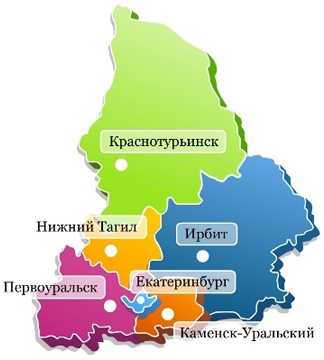 Краснотурьинск
Нижний Тагил
Ирбит
Первоуральск
Екатеринбург
Каменск-Уральский